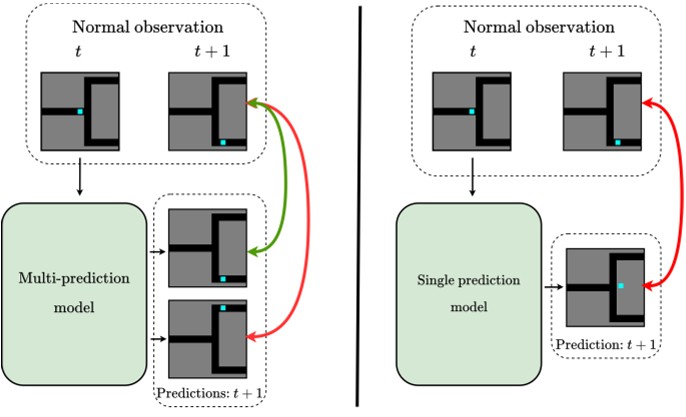 Normal observation
t
t + 1
Multi-prediction
model
Predictions: t + 1
Normal observation
t
t + 1
Single prediction
model
Prediction: t + 1